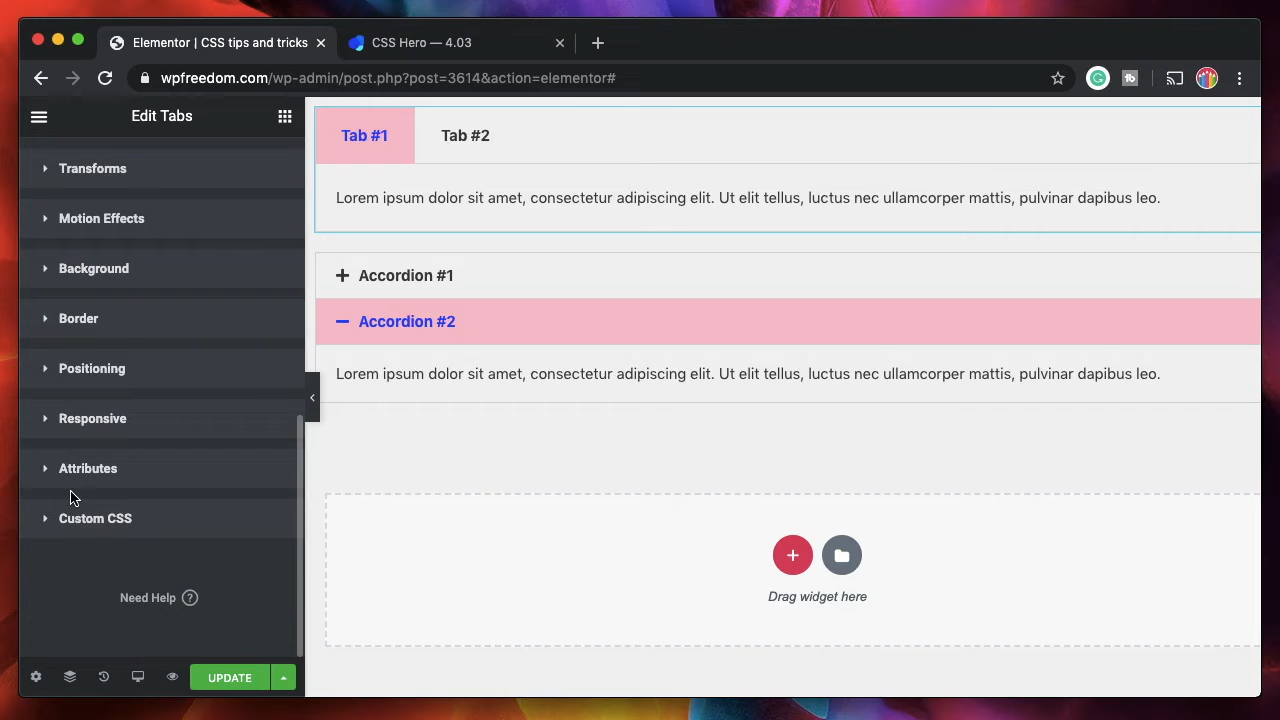 Elementor | CSS tips and tricks
CSS Hero — 4.03
wpfreedom.com/wp-admin/post.php?post=3614&action=elementor#
Edit Tabs
Transforms
Motion Effects
Background
Border
Positioning
Responsive
Attributes
Custom CSS
Need Help ?
UPDATE
Tab #1 Tab #2
Lorem ipsum dolor sit amet, consectetur adipiscing elit. Ut elit tellus, luctus nec ullamcorper mattis, pulvinar dapibus leo.
Accordion #1
Accordion #2
Lorem ipsum dolor sit amet, consectetur adipiscing elit. Ut elit tellus, luctus nec ullamcorper mattis, pulvinar dapibus leo.
Drag widget here